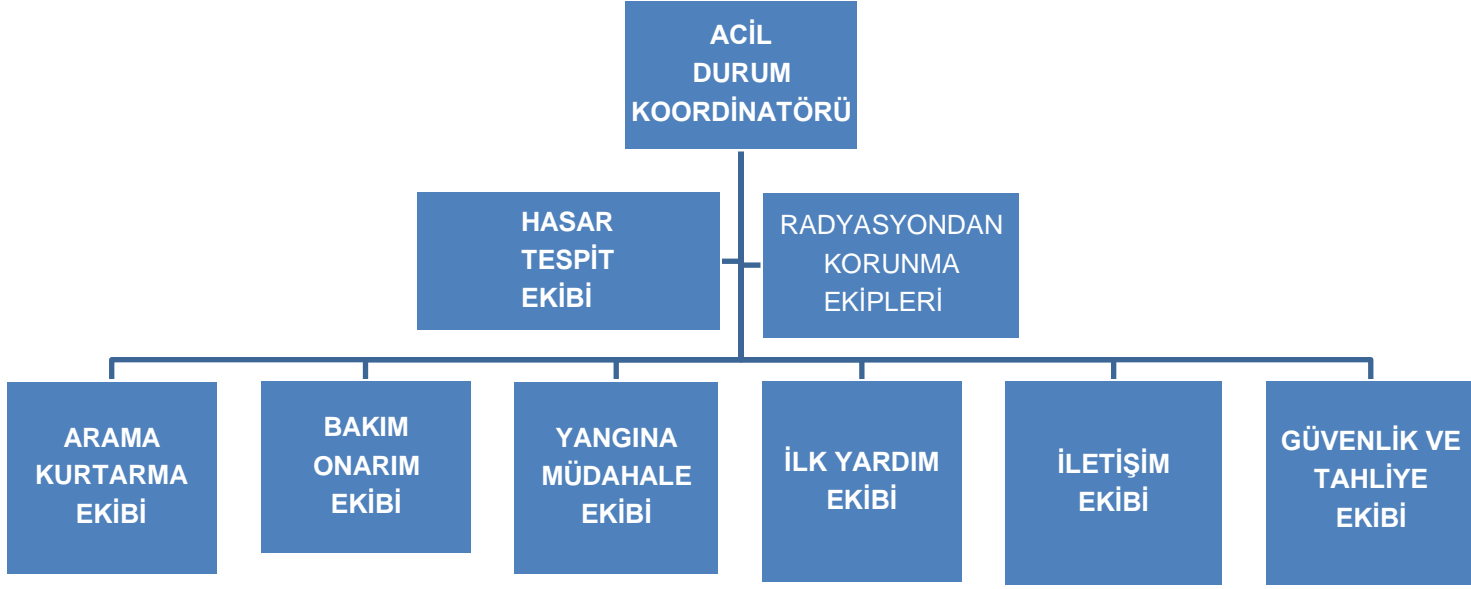 ACİL
DURUM
KOORDİNATÖRÜ
HASAR
TESPİT
EKİBİ
RADYASYONDAN
KORUNMA
EKİPLERİ
ARAMA
KURTARMA
EKİBİ
BAKIM
ONARIM
EKİBİ
YANGINA
MÜDAHALE
EKİBİ
İLK YARDIM
EKİBİ
İLETİŞİM
EKİBİ
GÜVENLİK VE
TAHLİYE
EKİBİ